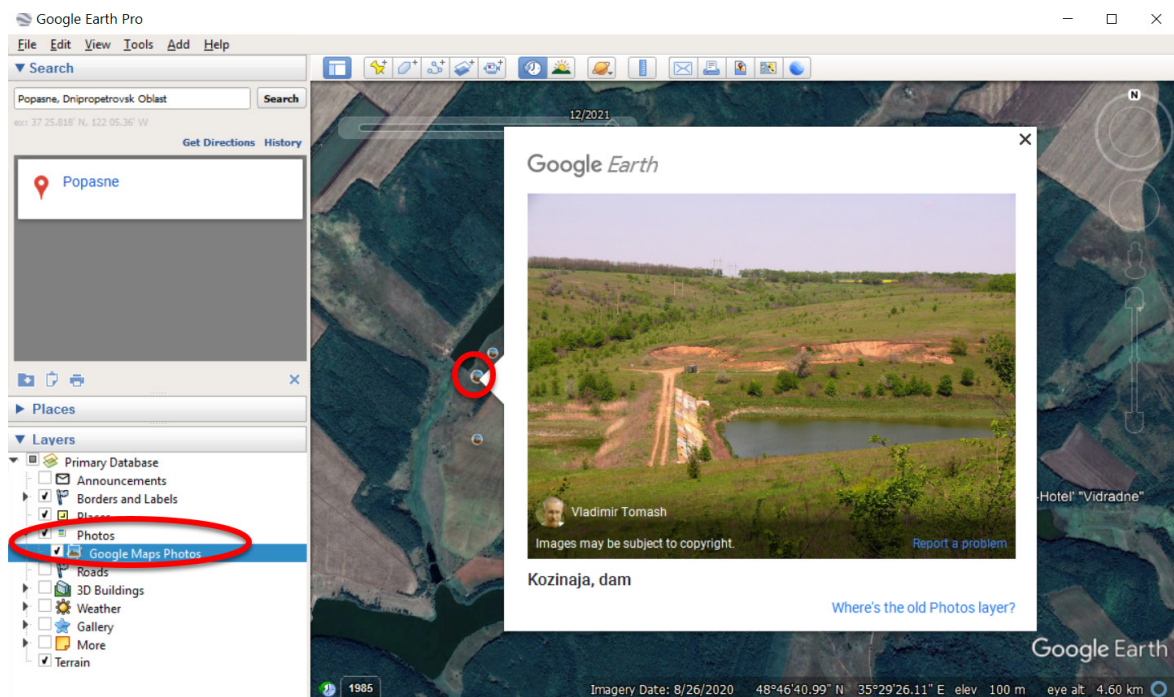 Google Earth Pro
File Edit View Tools Add Help
Search
Popasne, Dnipropetrovsk Oblast Search
ex: 37 25.818' N, 122 05.36' W
Get Directions History
Popasne
Places
Layers
Primary Database
Announcements
Borders and Labels
Places
Photos
Google Maps Photos
Roads
3D Buildings
Weather
Gallery
More
Terrain
12/2021
N
Google Earth
Vladimir Tomash
Images may be subject to copyright.
Report a problem
Kozinaja, dam
Where's the old Photos layer?
-Hotel' "Vidradne"
Google Earth
1985
Imagery Date: 8/26/2020 48°46'40.99" N 35°29'26.11" E elev 100 m eye alt 4.60 km